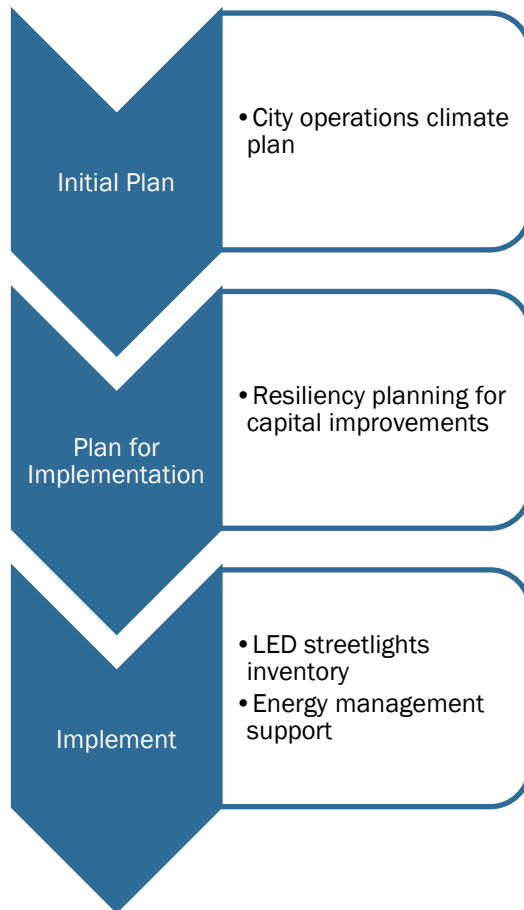 Initial Plan
•City operations climate
plan
Plan for
Implementation
•Resiliency planning for
capital improvements
Implement
•LED streetlights
inventory
•Energy management
support